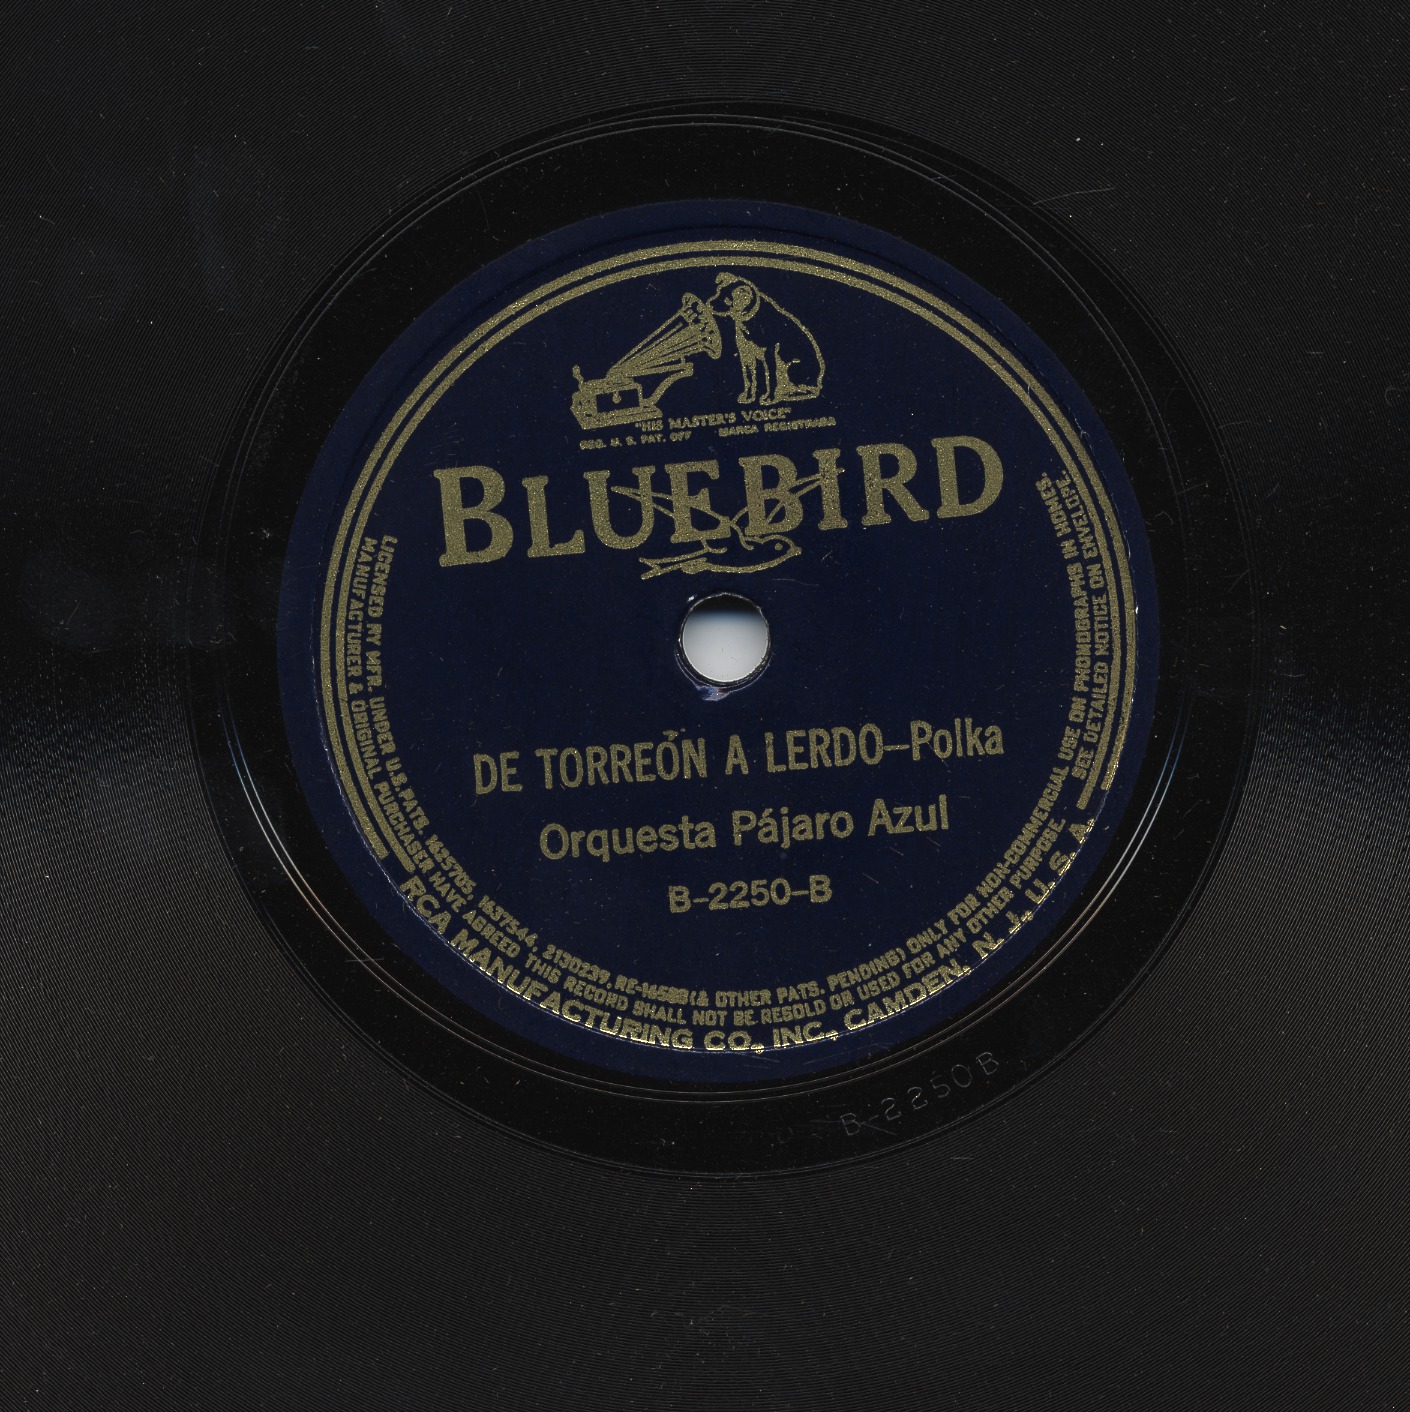 "HIS MASTER'S VOICE"
REG. U. S. PAT. OFF. MARCA REGISTRADA
BLUEBIRD
DE TORREÓN A LERDO—Polka
Orquesta Pájaro Azul
B-2250-B
LICENSED BY MFR. UNDER U.S. PATS. 1625705, 1637544, 2130239, RE-16588 (& OTHER PATS. PENDING) ONLY FOR NON-COMMERCIAL USE ON PHONOGRAPHS IN HOMES.
MANUFACTURER & ORIGINAL PURCHASER HAVE AGREED THIS RECORD SHALL NOT BE RESOLD OR USED FOR ANY OTHER PURPOSE. SEE DETAILED NOTICE ON ENVELOPE.
RCA MANUFACTURING CO., INC., CAMDEN, N. J., U. S. A.
B-2250B